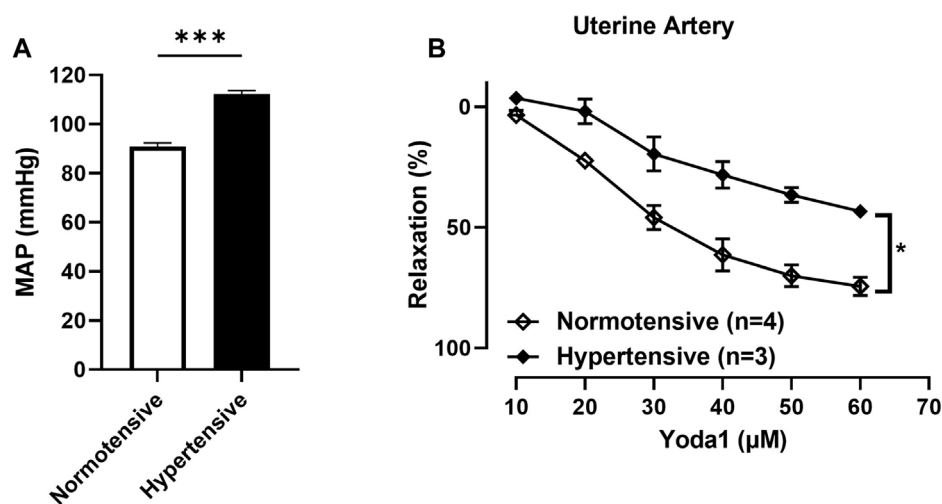 A
***
MAP (mmHg)
120
100
80
60
40
20
0
Normotensive
Hypertensive
Uterine Artery
B
Relaxation (%)
0
50
100
*
Normotensive (n=4)
Hypertensive (n=3)
10 20 30 40 50 60 70
Yoda1 (µM)